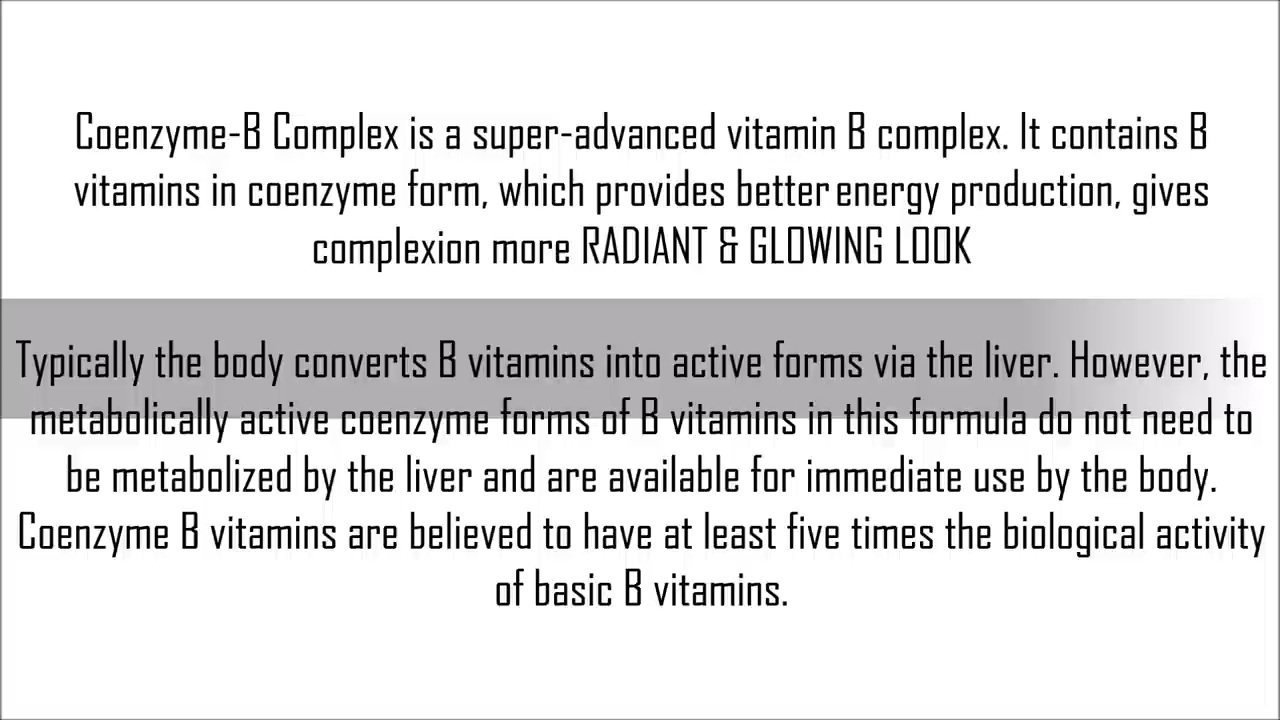 Coenzyme-B Complex is a super-advanced vitamin B complex. It contains B
vitamins in coenzyme form, which provides better energy production, gives
complexion more RADIANT & GLOWING LOOK
Typically the body converts B vitamins into active forms via the liver. However, the
metabolically active coenzyme forms of B vitamins in this formula do not need to
be metabolized by the liver and are available for immediate use by the body.
Coenzyme B vitamins are believed to have at least five times the biological activity
of basic B vitamins.